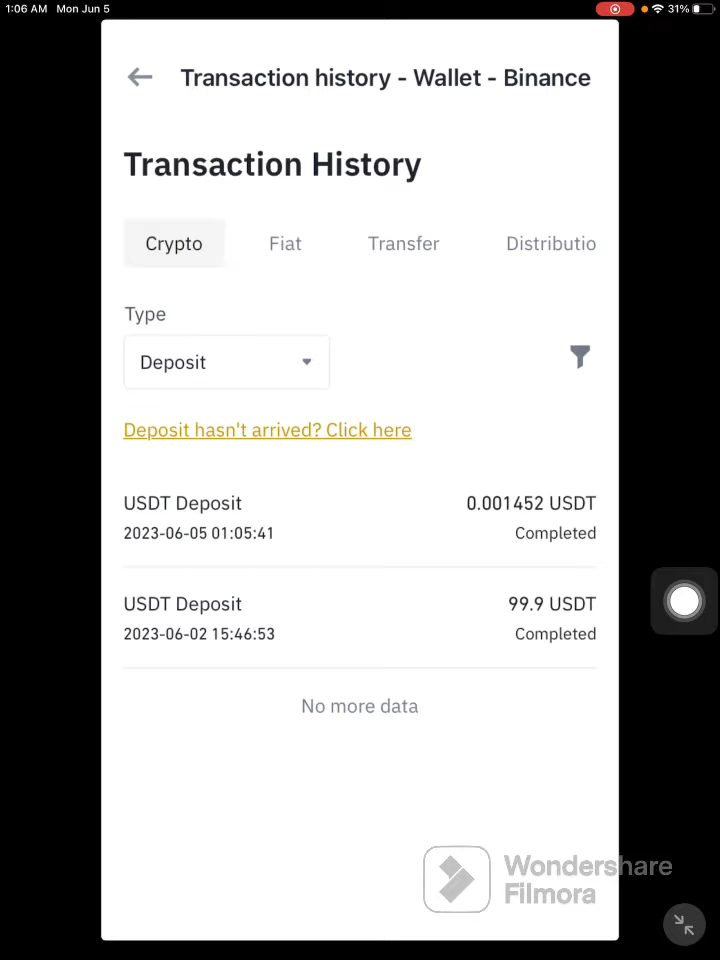 1:06 AM Mon Jun 5
31%
Transaction history - Wallet - Binance
Transaction History
Crypto Fiat Transfer Distributio
Type
Deposit
Deposit hasn't arrived? Click here
USDT Deposit 0.001452 USDT
2023-06-05 01:05:41 Completed
USDT Deposit 99.9 USDT
2023-06-02 15:46:53 Completed
No more data
Wondershare
Filmora